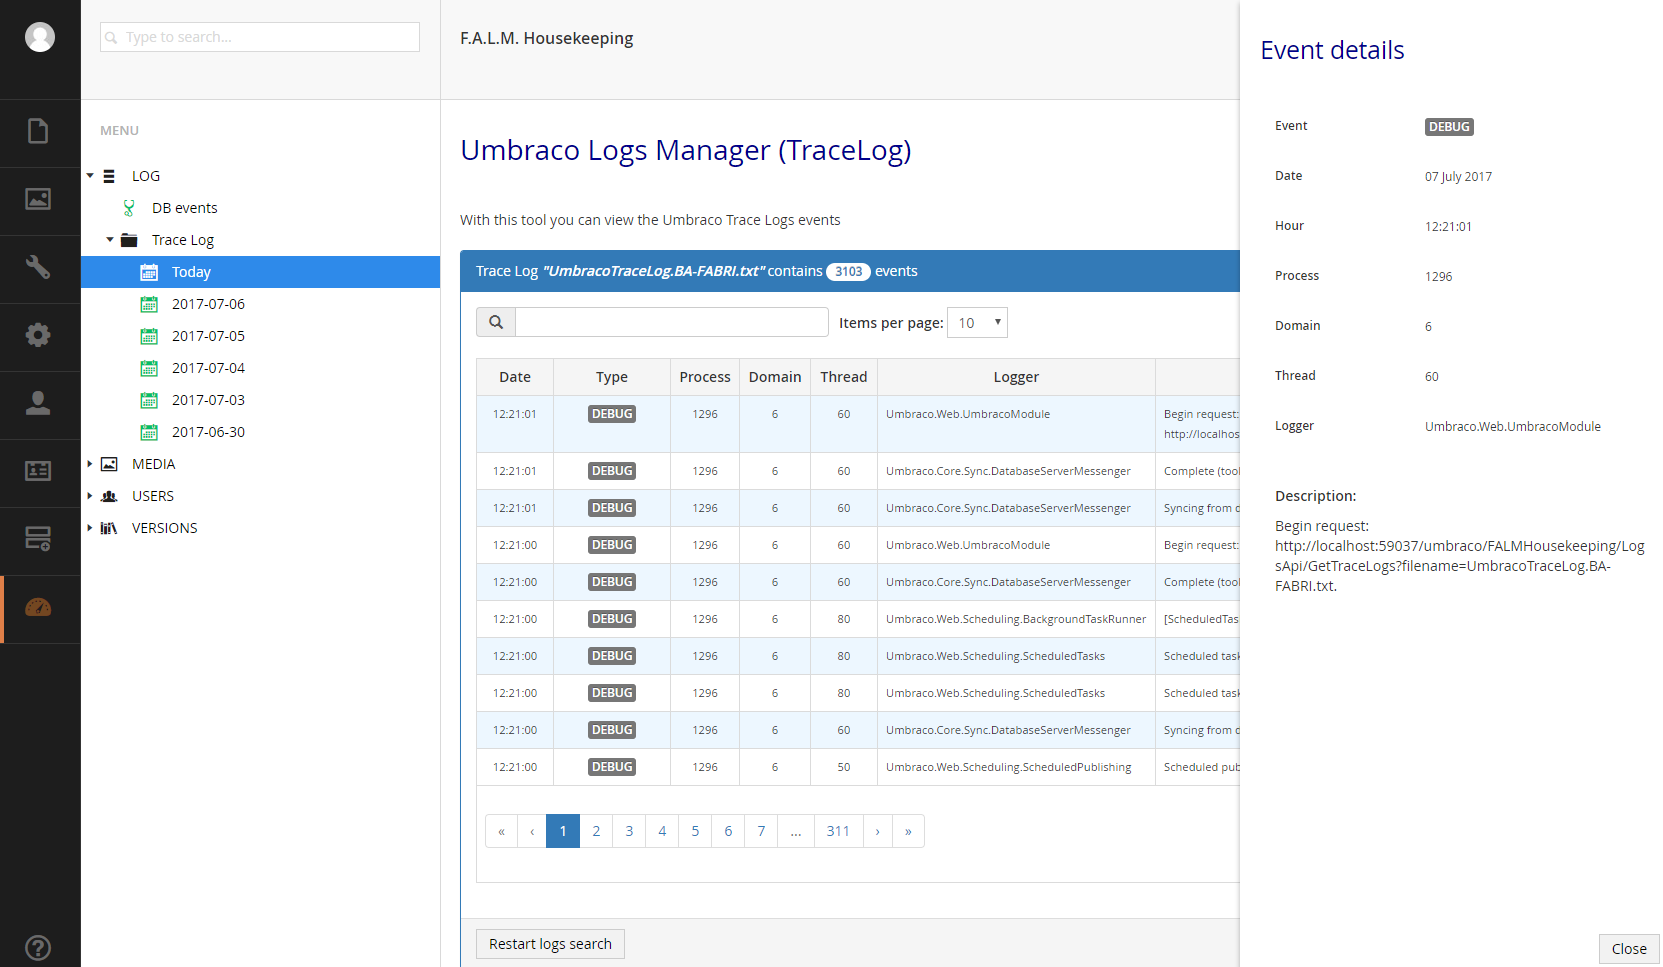 Type to search...
F.A.L.M. Housekeeping
MENU
LOG
DB events
Trace Log
Today
2017-07-06
2017-07-05
2017-07-04
2017-07-03
2017-06-30
MEDIA
USERS
VERSIONS
Umbraco Logs Manager (TraceLog)
With this tool you can view the Umbraco Trace Logs events
Trace Log "UmbracoTraceLog.BA-FABRI.txt" contains 3103 events
Items per page: 10
Date Type Process Domain Thread Logger
12:21:01 DEBUG 1296 6 60 Umbraco.Web.UmbracoModule Begin request:
http://localhos
12:21:01 DEBUG 1296 6 60 Umbraco.Core.Sync.DatabaseServerMessenger Complete (tool
12:21:01 DEBUG 1296 6 60 Umbraco.Core.Sync.DatabaseServerMessenger Syncing from d
12:21:00 DEBUG 1296 6 60 Umbraco.Web.UmbracoModule Begin request:
12:21:00 DEBUG 1296 6 60 Umbraco.Core.Sync.DatabaseServerMessenger Complete (tool
12:21:00 DEBUG 1296 6 80 Umbraco.Web.Scheduling.BackgroundTaskRunner [ScheduledTas
12:21:00 DEBUG 1296 6 80 Umbraco.Web.Scheduling.ScheduledTasks Scheduled task
12:21:00 DEBUG 1296 6 80 Umbraco.Web.Scheduling.ScheduledTasks Scheduled task
12:21:00 DEBUG 1296 6 60 Umbraco.Core.Sync.DatabaseServerMessenger Syncing from d
12:21:00 DEBUG 1296 6 50 Umbraco.Web.Scheduling.ScheduledPublishing Scheduled pub
« ‹ 1 2 3 4 5 6 7 ... 311 › »
Restart logs search
Event details
Event DEBUG
Date 07 July 2017
Hour 12:21:01
Process 1296
Domain 6
Thread 60
Logger Umbraco.Web.UmbracoModule
Description:
Begin request:
http://localhost:59037/umbraco/FALMHousekeeping/Log
sApi/GetTraceLogs?filename=UmbracoTraceLog.BA-
FABRI.txt.
Close